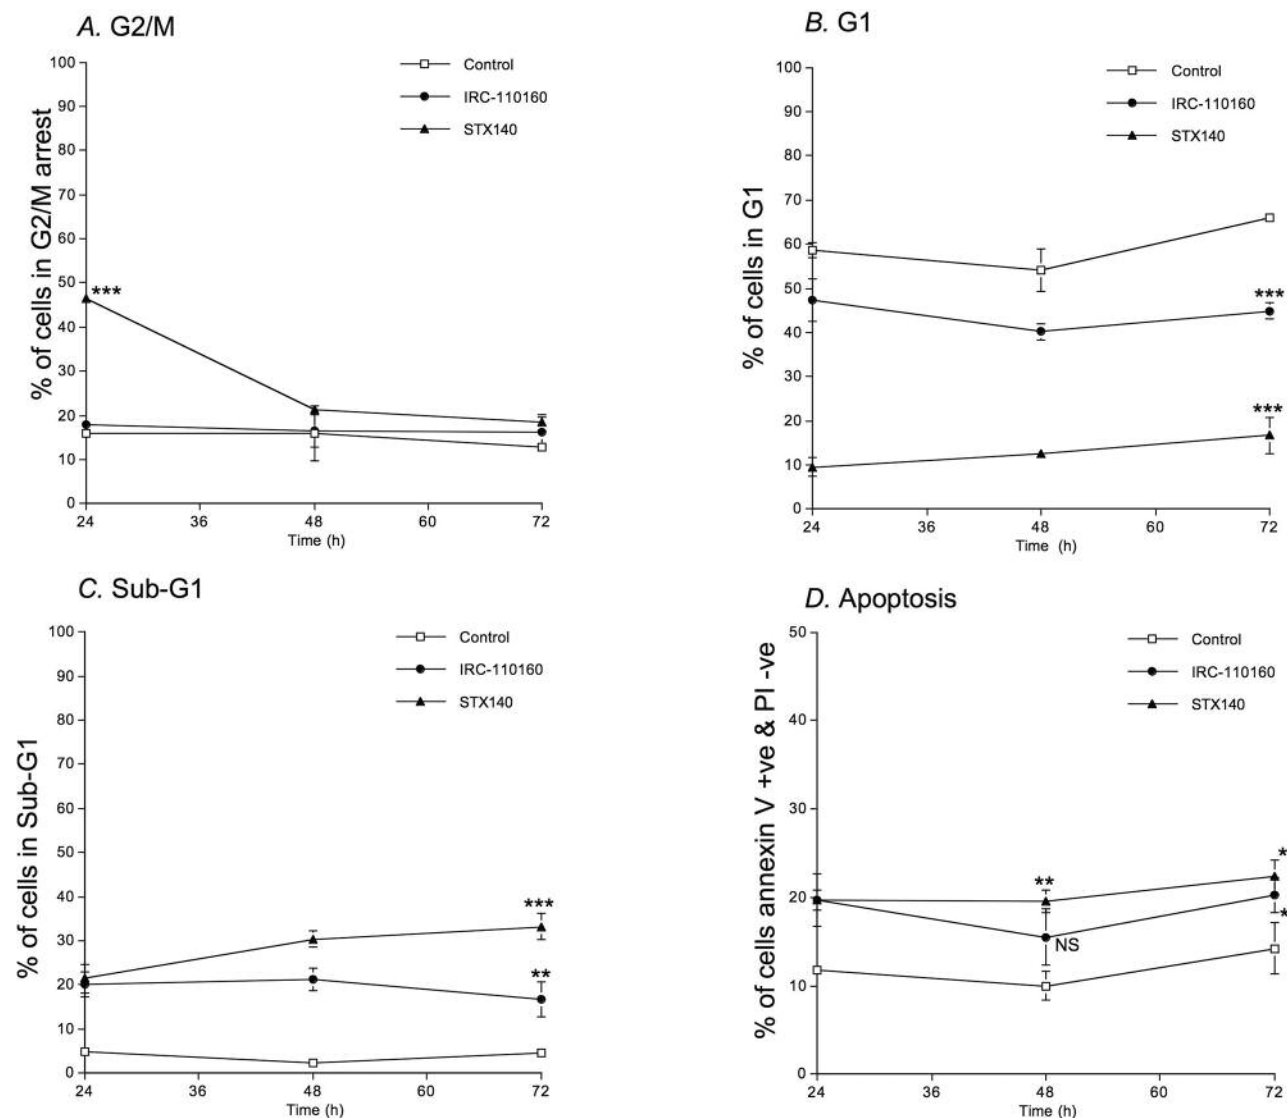 A. G2/M
% of cells in G2/M arrest
100
90
80
70
60
50
40
30
20
10
0
Control
IRC-110160
STX140
***
24 36 48 60 72
Time (h)
B. G1
% of cells in G1
100
90
80
70
60
50
40
30
20
10
0
Control
IRC-110160
STX140
***
***
24 36 48 60 72
Time (h)
C. Sub-G1
% of cells in Sub-G1
100
90
80
70
60
50
40
30
20
10
0
Control
IRC-110160
STX140
***
**
24 36 48 60 72
Time (h)
D. Apoptosis
% of cells annexin V +ve & PI -ve
50
40
30
20
10
0
Control
IRC-110160
STX140
**
NS
*
*
24 36 48 60 72
Time (h)